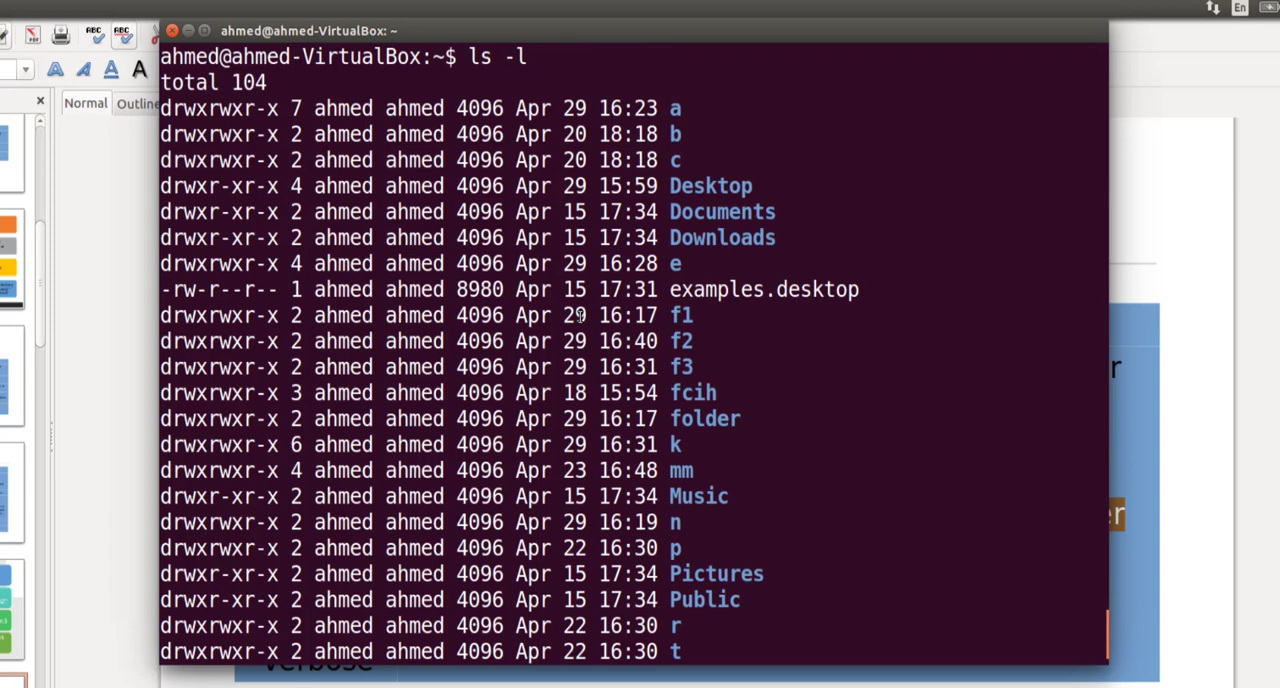 En
ahmed@ahmed-VirtualBox: ~
ABC ABC
A A A A
Normal Outline
ahmed@ahmed-VirtualBox:~$ ls -l
total 104
drwxrwxr-x 7 ahmed ahmed 4096 Apr 29 16:23 a
drwxrwxr-x 2 ahmed ahmed 4096 Apr 20 18:18 b
drwxrwxr-x 2 ahmed ahmed 4096 Apr 20 18:18 c
drwxr-xr-x 4 ahmed ahmed 4096 Apr 29 15:59 Desktop
drwxr-xr-x 2 ahmed ahmed 4096 Apr 15 17:34 Documents
drwxr-xr-x 2 ahmed ahmed 4096 Apr 15 17:34 Downloads
drwxrwxr-x 4 ahmed ahmed 4096 Apr 29 16:28 e
-rw-r--r-- 1 ahmed ahmed 8980 Apr 15 17:31 examples.desktop
drwxrwxr-x 2 ahmed ahmed 4096 Apr 29 16:17 f1
drwxrwxr-x 2 ahmed ahmed 4096 Apr 29 16:40 f2
drwxrwxr-x 2 ahmed ahmed 4096 Apr 29 16:31 f3
drwxrwxr-x 3 ahmed ahmed 4096 Apr 18 15:54 fcih
drwxrwxr-x 2 ahmed ahmed 4096 Apr 29 16:17 folder
drwxrwxr-x 6 ahmed ahmed 4096 Apr 29 16:31 k
drwxrwxr-x 4 ahmed ahmed 4096 Apr 23 16:48 mm
drwxr-xr-x 2 ahmed ahmed 4096 Apr 15 17:34 Music
drwxrwxr-x 2 ahmed ahmed 4096 Apr 29 16:19 n
drwxrwxr-x 2 ahmed ahmed 4096 Apr 22 16:30 p
drwxr-xr-x 2 ahmed ahmed 4096 Apr 15 17:34 Pictures
drwxr-xr-x 2 ahmed ahmed 4096 Apr 15 17:34 Public
drwxrwxr-x 2 ahmed ahmed 4096 Apr 22 16:30 r
drwxrwxr-x 2 ahmed ahmed 4096 Apr 22 16:30 t